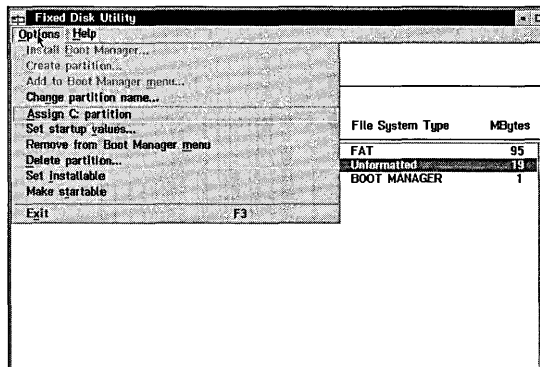 Fixed Disk Utility
Options Help
Install Boot Manager...
Create partition...
Add to Boot Manager menu...
Change partition name...
Assign C: partition
Set startup values...
Remove from Boot Manager menu
Delete partition...
Set Installable
Make startable
Exit F3
File System Type MBytes
FAT 95
Unformatted 19
BOOT MANAGER 1